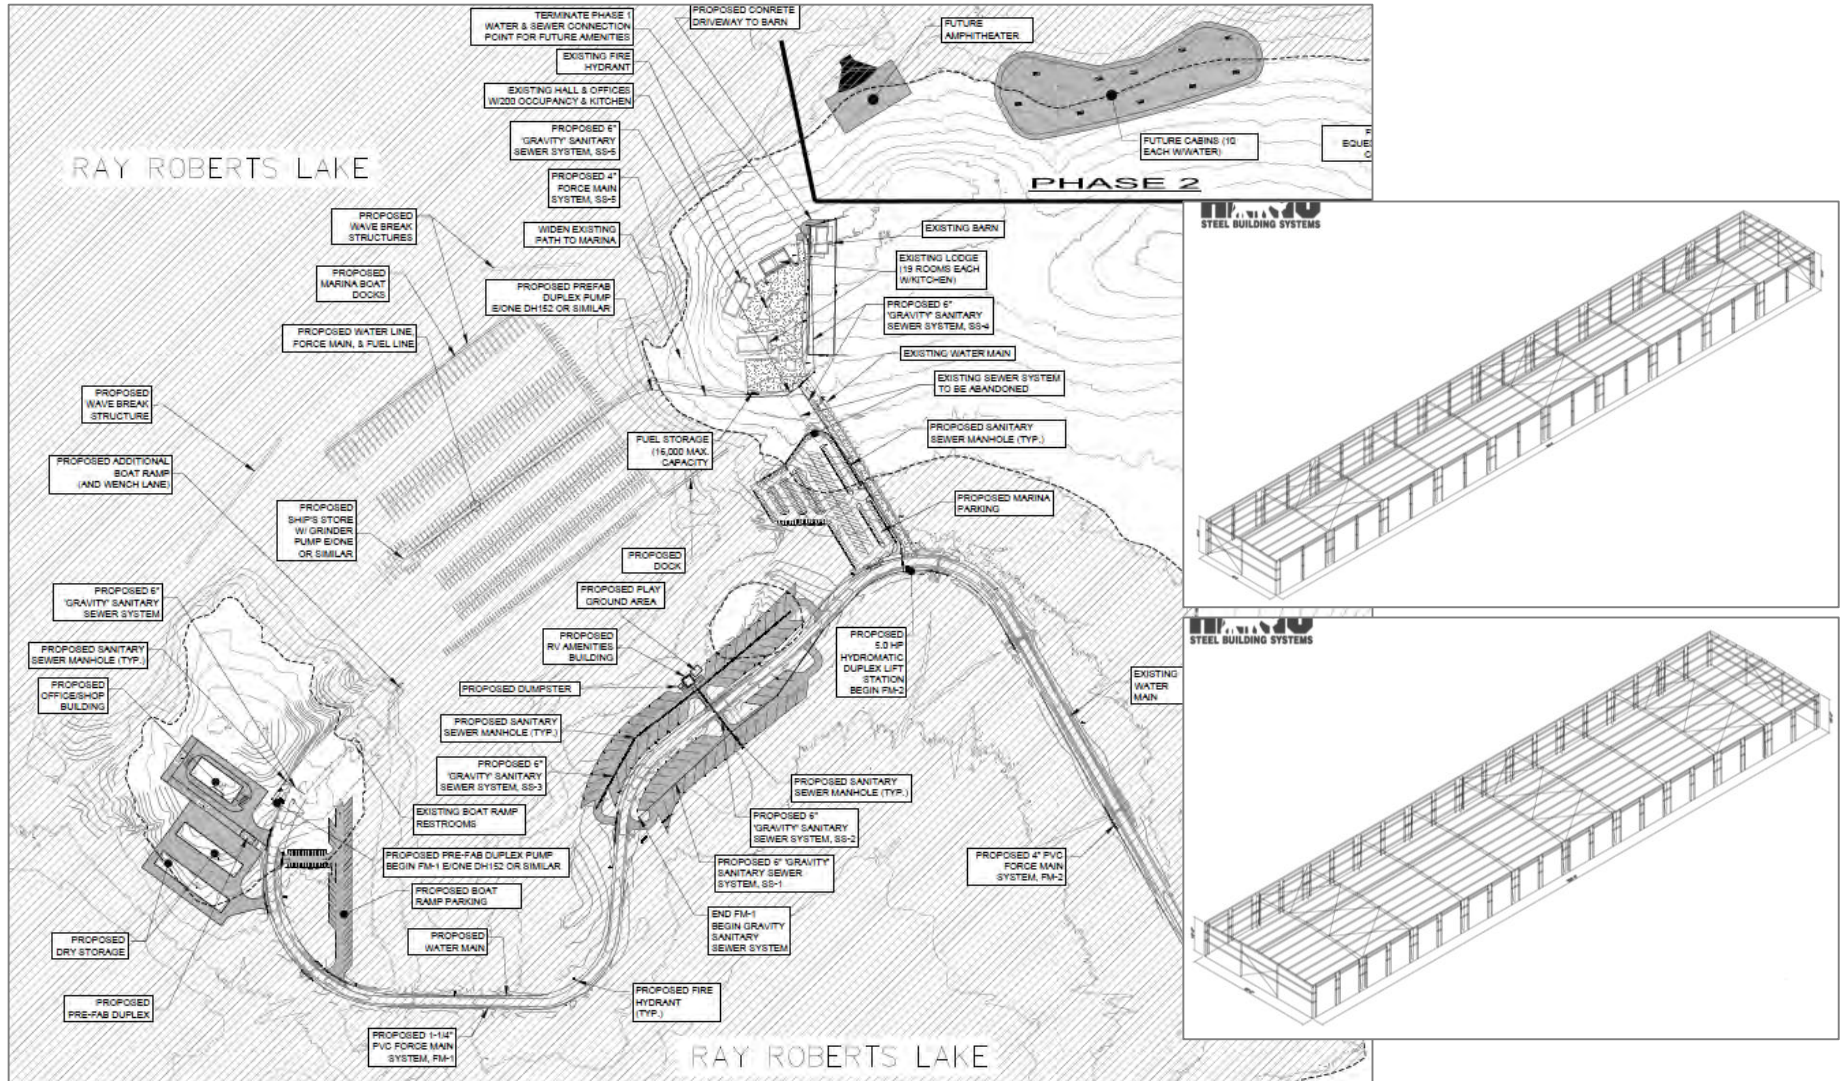 TERMINATE PHASE 1
WATER & SEWER CONNECTION
POINT FOR FUTURE AMENITIES
PROPOSED CONRETE
DRIVEWAY TO BARN
FUTURE
AMPHITHEATER
EXISTING FIRE
HYDRANT
EXISTING HALL & OFFICES
W/200 OCCUPANCY & KITCHEN
PROPOSED 6"
'GRAVITY' SANITARY
SEWER SYSTEM, SS-5
FUTURE CABINS (10
EACH W/WATER)
PHASE 2
RAY ROBERTS LAKE
PROPOSED 4"
FORCE MAIN
SYSTEM, SS-5
PROPOSED
WAVE BREAK
STRUCTURES
WIDEN EXISTING
PATH TO MARINA
EXISTING BARN
STEEL BUILDING SYSTEMS
EXISTING LODGE
(19 ROOMS EACH
W/KITCHEN)
PROPOSED
MARINA BOAT
DOCKS
PROPOSED PREFAB
DUPLEX PUMP
E/ONE DH152 OR SIMILAR
PROPOSED 6"
'GRAVITY' SANITARY
SEWER SYSTEM, SS-4
PROPOSED WATER LINE,
FORCE MAIN, & FUEL LINE
EXISTING WATER MAIN
EXISTING SEWER SYSTEM
TO BE ABANDONED
PROPOSED
WAVE BREAK
STRUCTURE
PROPOSED SANITARY
SEWER MANHOLE (TYP.)
FUEL STORAGE
(15,000 MAX.
CAPACITY
PROPOSED ADDITIONAL
BOAT RAMP
(AND WENCH LANE)
PROPOSED MARINA
PARKING
PROPOSED
SHIP'S STORE
W/ GRINDER
PUMP E/ONE
OR SIMILAR
PROPOSED
DOCK
PROPOSED PLAY
GROUND AREA
PROPOSED 6"
'GRAVITY' SANITARY
SEWER SYSTEM
PROPOSED
RV AMENITIES
BUILDING
PROPOSED
5.0 HP
HYDROMATIC
DUPLEX LIFT
STATION
BEGIN FM-2
STEEL BUILDING SYSTEMS
PROPOSED SANITARY
SEWER MANHOLE (TYP.)
PROPOSED
OFFICE/SHOP
BUILDING
PROPOSED DUMPSTER
EXISTING
WATER
MAIN
PROPOSED SANITARY
SEWER MANHOLE (TYP.)
PROPOSED 6"
'GRAVITY' SANITARY
SEWER SYSTEM, SS-3
PROPOSED SANITARY
SEWER MANHOLE (TYP.)
EXISTING BOAT RAMP
RESTROOMS
PROPOSED 6"
'GRAVITY' SANITARY
SEWER SYSTEM, SS-2
PROPOSED PRE-FAB DUPLEX PUMP
BEGIN FM-1 E/ONE DH152 OR SIMILAR
PROPOSED 6" 'GRAVITY'
SANITARY SEWER
SYSTEM, SS-1
PROPOSED 4" PVC
FORCE MAIN
SYSTEM, FM-2
PROPOSED BOAT
RAMP PARKING
END FM-1
BEGIN GRAVITY
SANITARY
SEWER SYSTEM
PROPOSED
WATER MAIN
PROPOSED
DRY STORAGE
PROPOSED FIRE
HYDRANT
(TYP.)
PROPOSED
PRE-FAB DUPLEX
PROPOSED 1-1/4"
PVC FORCE MAIN
SYSTEM, FM-1
RAY ROBERTS LAKE